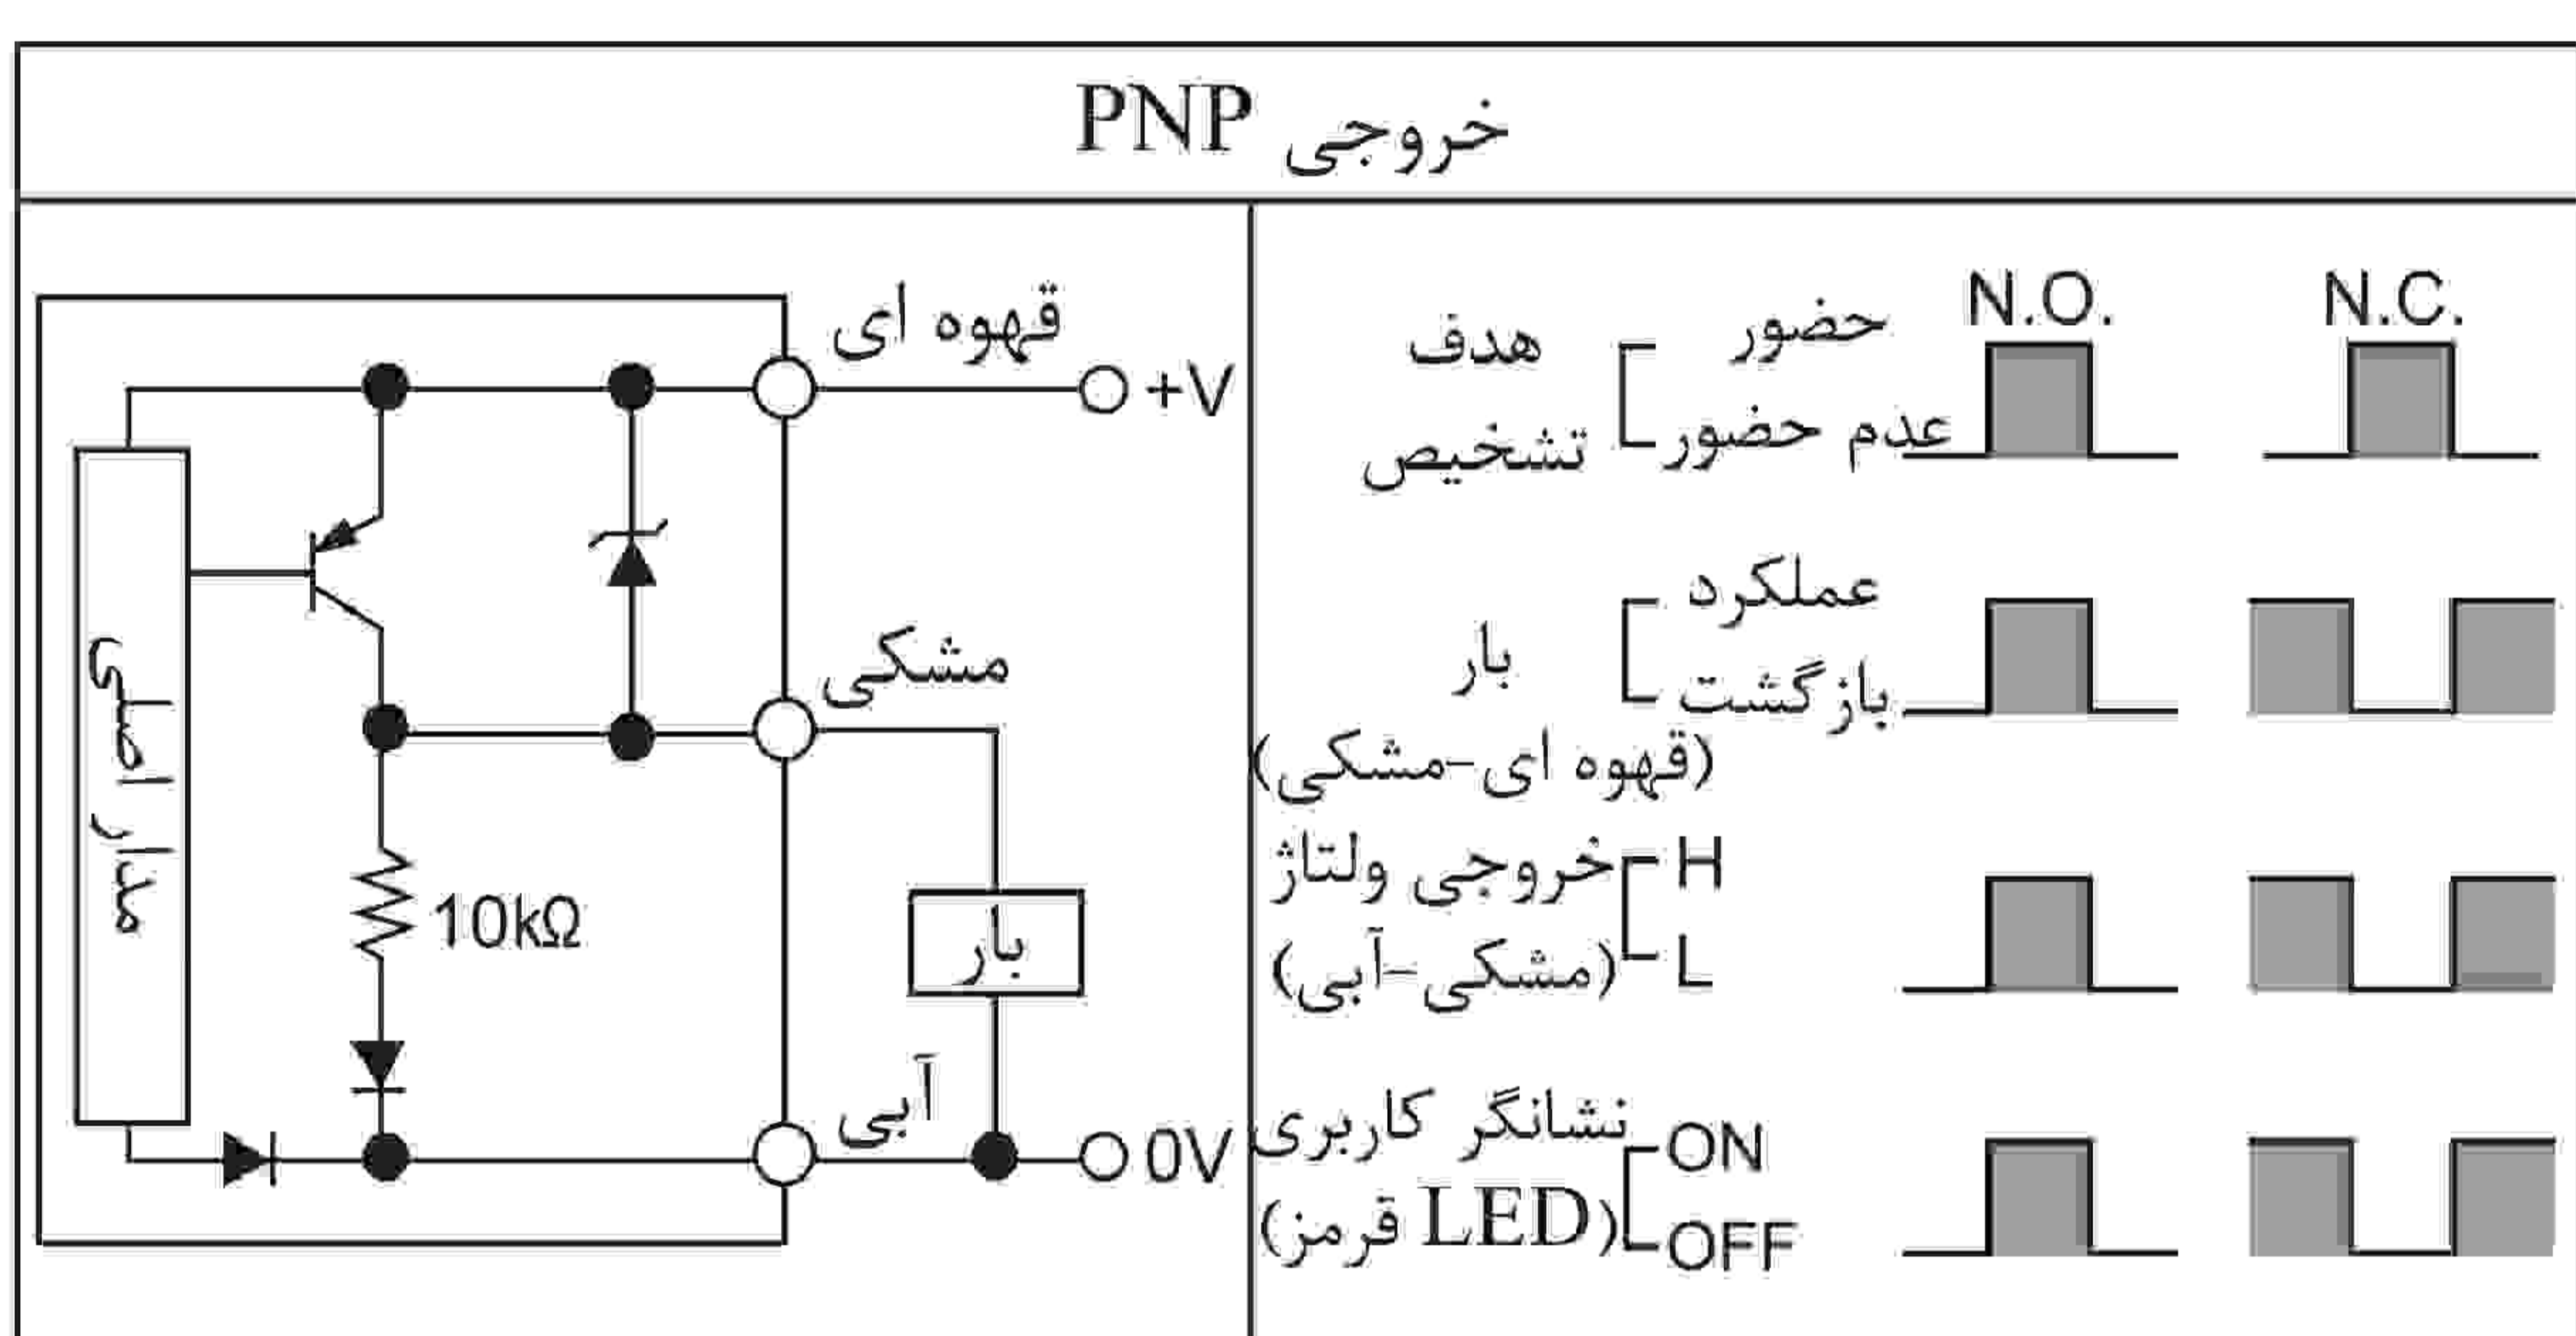 خروجی PNP
قهوه ای
+V
مدار اصلی
مشکی
10kΩ
بار
آبی
0V
N.O.
N.C.
هدف
تشخیص
حضور
عدم حضور
بار
(قهوه ای-مشکی)
عملکرد
بازگشت
خروجی ولتاژ
(مشکی-آبی)
H
L
نشانگر کاربری
(LED قرمز)
ON
OFF